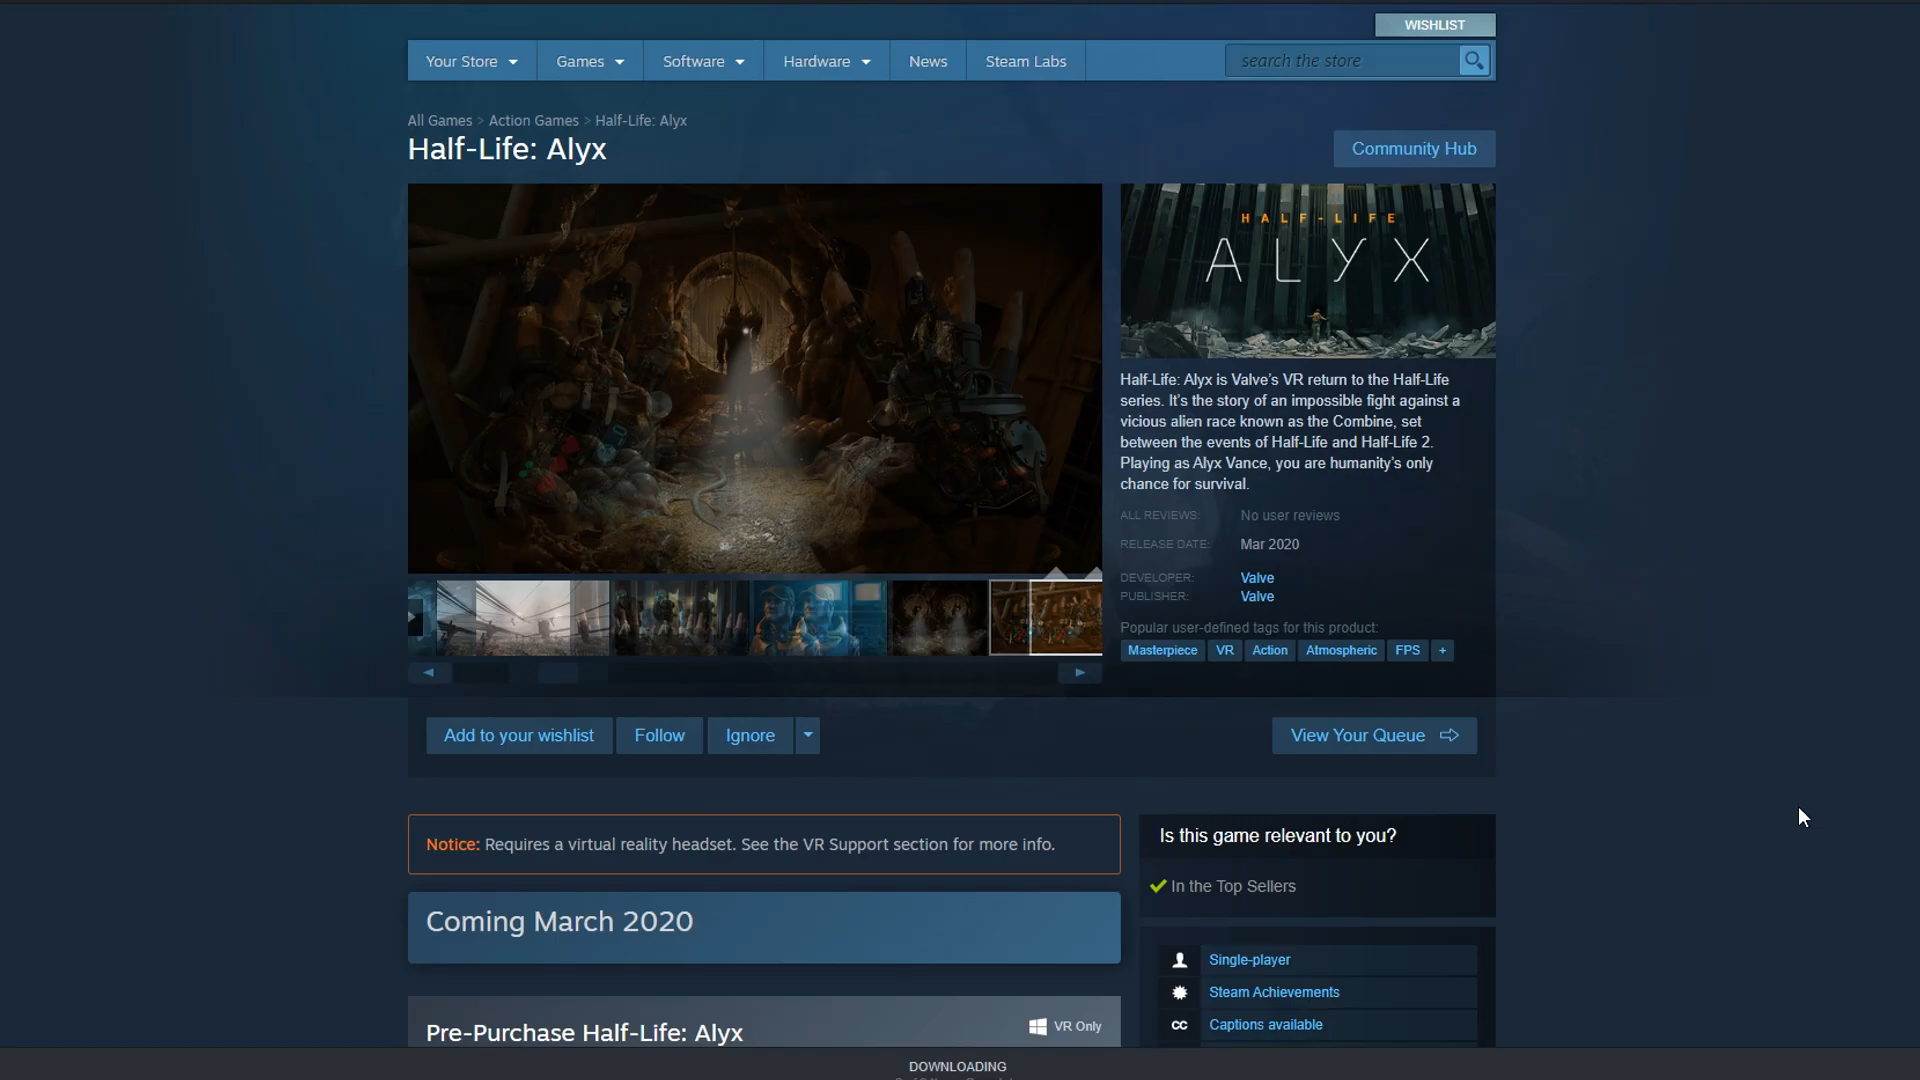 WISHLIST
Your Store
Games
Software
Hardware
News
Steam Labs
search the store
All Games > Action Games > Half-Life: Alyx
Half-Life: Alyx
Community Hub
HALF-LIFE
ALYX
Half-Life: Alyx is Valve’s VR return to the Half-Life
series. It’s the story of an impossible fight against a
vicious alien race known as the Combine, set
between the events of Half-Life and Half-Life 2.
Playing as Alyx Vance, you are humanity’s only
chance for survival.
ALL REVIEWS: No user reviews
RELEASE DATE: Mar 2020
DEVELOPER: Valve
PUBLISHER: Valve
Popular user-defined tags for this product:
Masterpiece VR Action Atmospheric FPS +
Add to your wishlist
Follow
Ignore
View Your Queue
Notice: Requires a virtual reality headset. See the VR Support section for more info.
Is this game relevant to you?
In the Top Sellers
Coming March 2020
Single-player
Steam Achievements
cc Captions available
Pre-Purchase Half-Life: Alyx
VR Only
DOWNLOADING